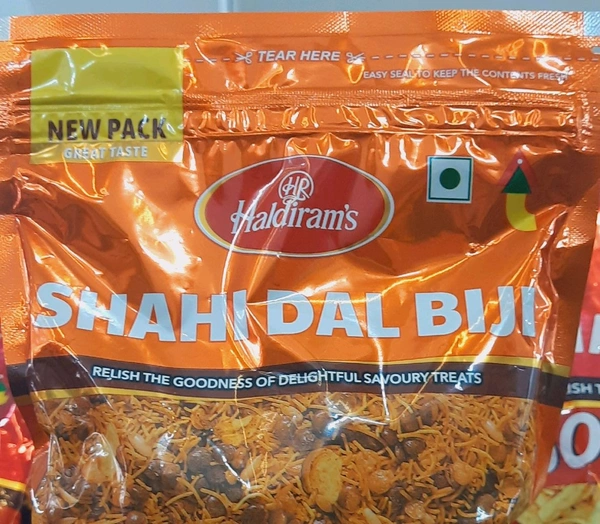 TEAR HERE
EASY SEAL TO KEEP THE CONTENTS FRESH
NEW PACK
GREAT TASTE
HR
Haldiram's
SHAHI DAL BIJI
RELISH THE GOODNESS OF DELIGHTFUL SAVOURY TREATS